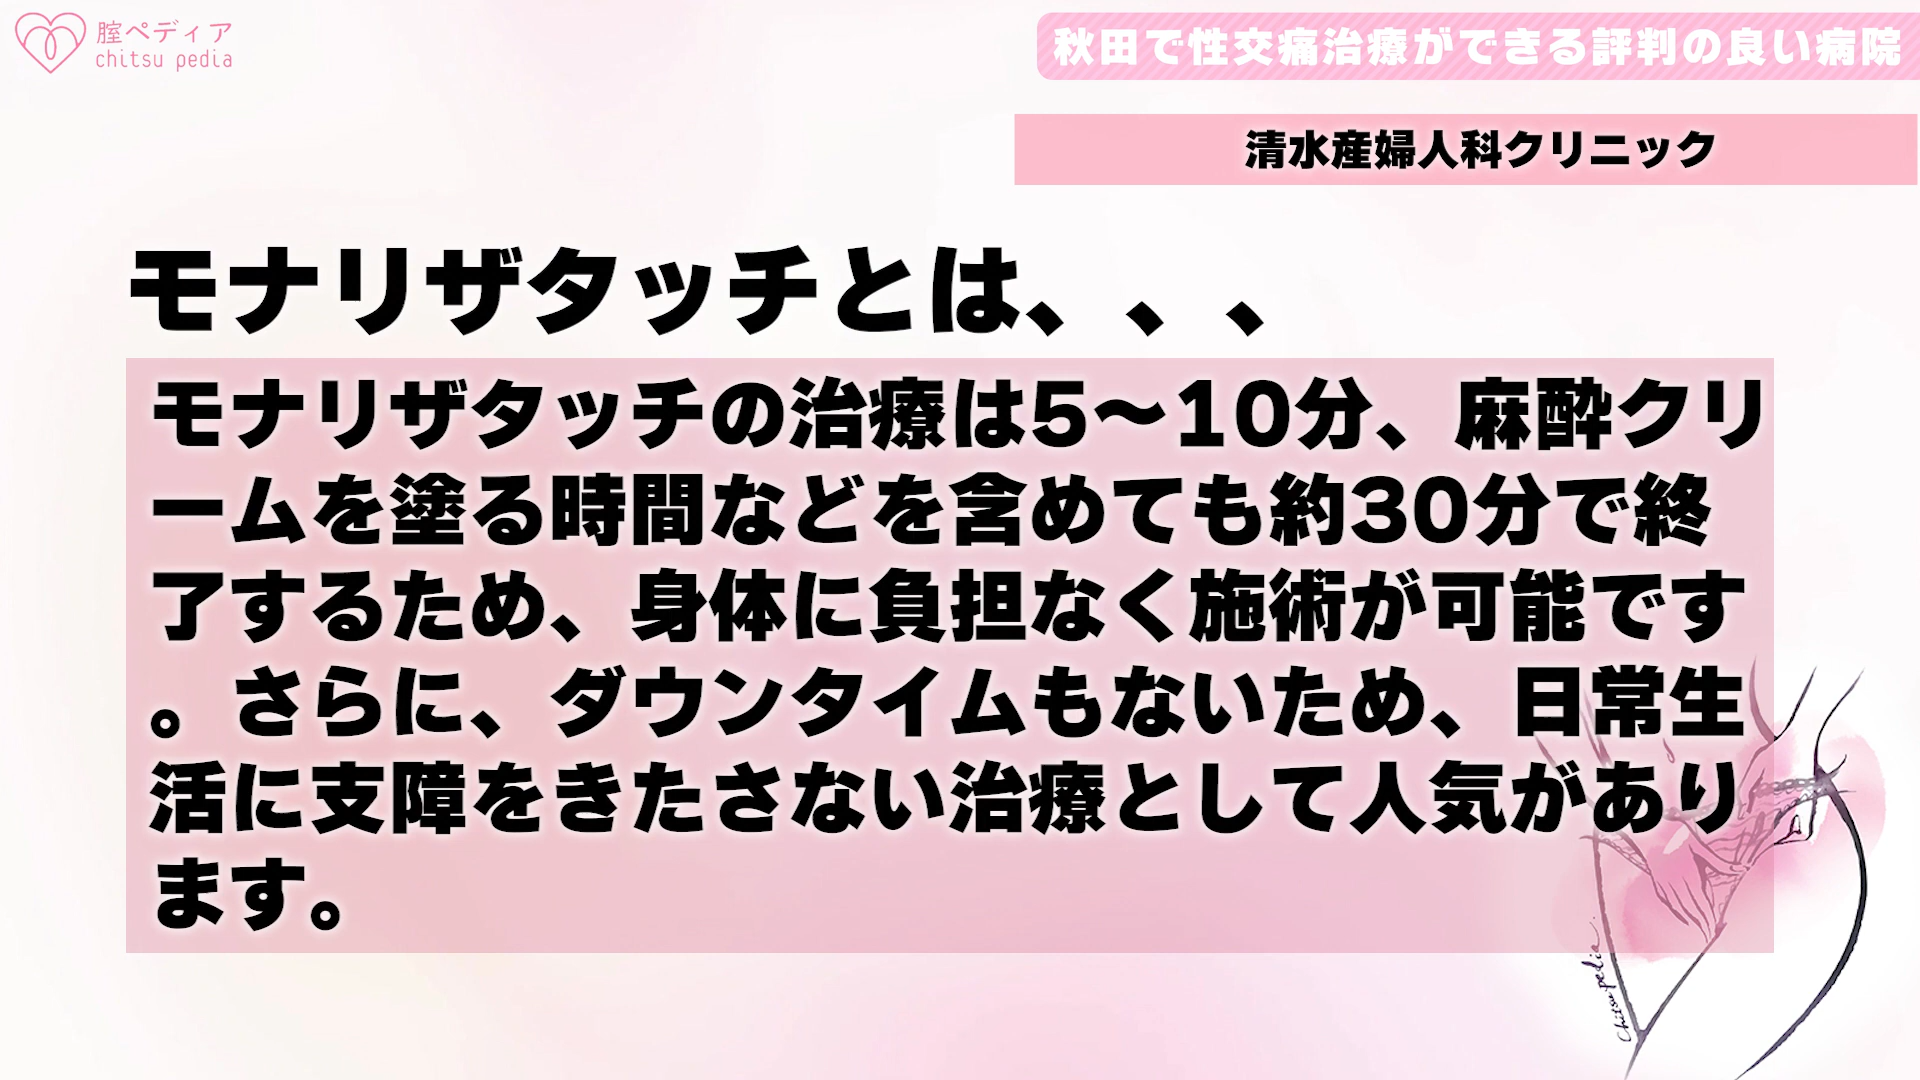 腟ペディア
chitsu pedia
秋田で性交痛治療ができる評判の良い病院
清水産婦人科クリニック
モナリザタッチとは、、、
モナリザタッチの治療は5〜10分、麻酔クリ
ームを塗る時間などを含めても約30分で終
了するため、身体に負担なく施術が可能です
。さらに、ダウンタイムもないため、日常生
活に支障をきたさない治療として人気があり
ます。
Chitsu pedia